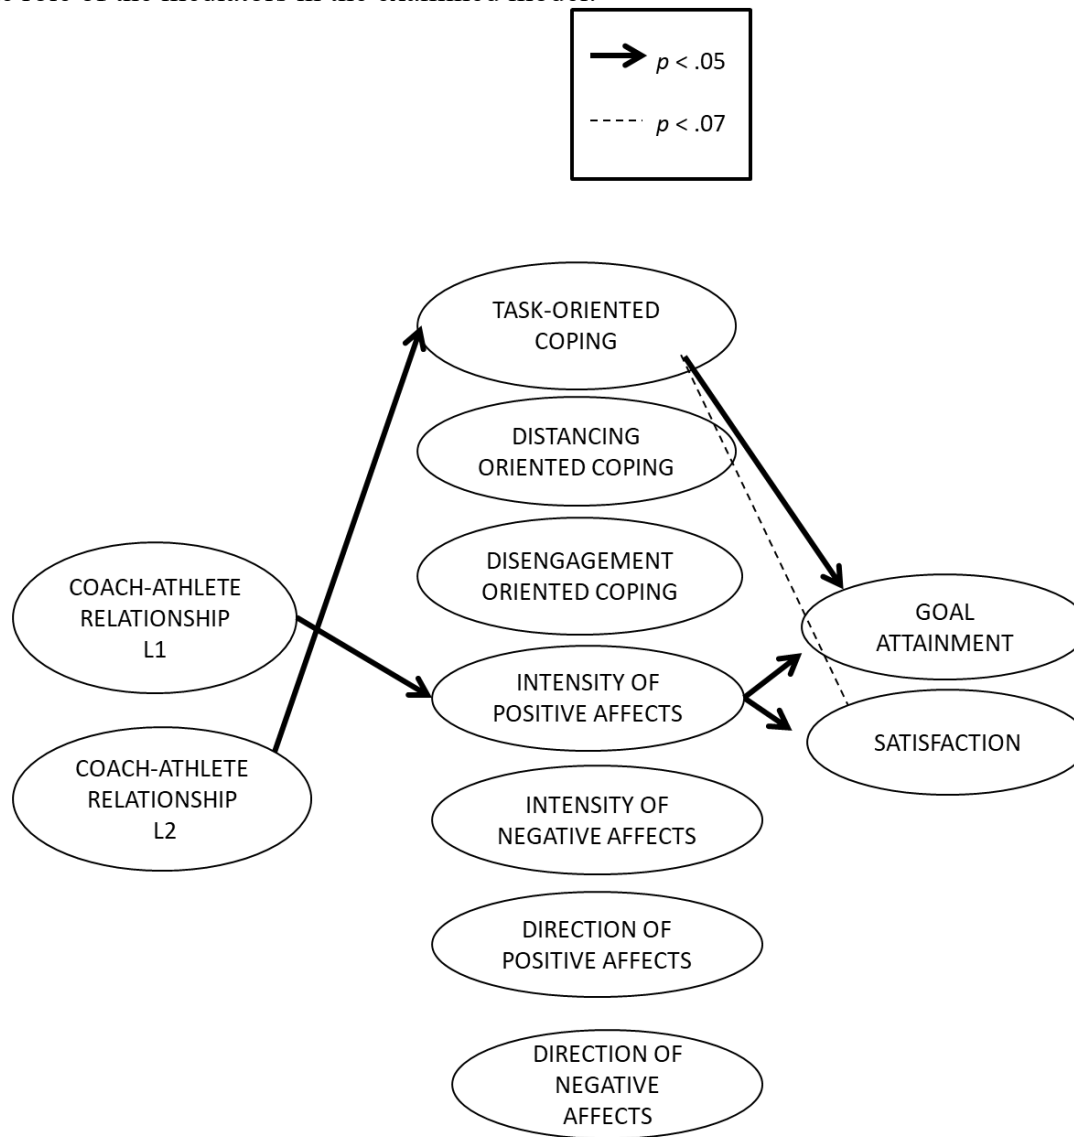 p < .05
p < .07
TASK-ORIENTED
COPING
DISTANCING
ORIENTED COPING
DISENGAGEMENT
ORIENTED COPING
COACH-ATHLETE
RELATIONSHIP
L1
GOAL
ATTAINMENT
INTENSITY OF
POSITIVE AFFECTS
SATISFACTION
COACH-ATHLETE
RELATIONSHIP
L2
INTENSITY OF
NEGATIVE AFFECTS
DIRECTION OF
POSITIVE AFFECTS
DIRECTION OF
NEGATIVE
AFFECTS